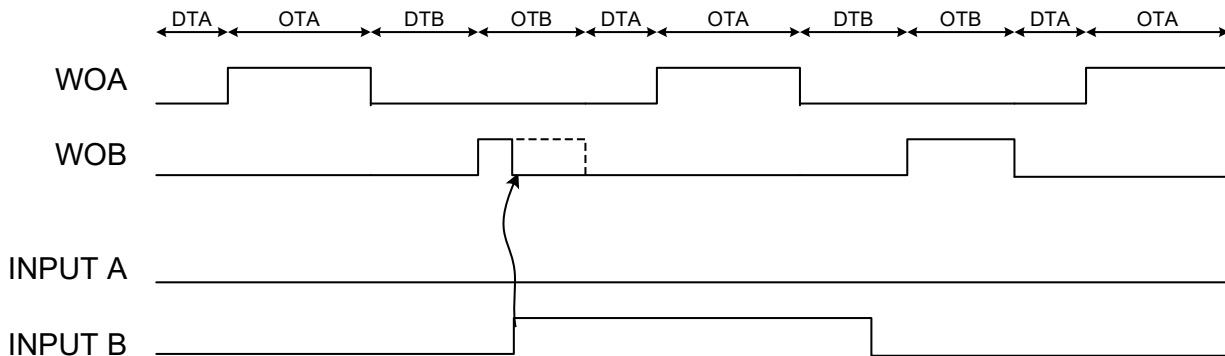 DTA OTA DTB OTB DTA OTA DTB OTB DTA OTA
WOA
WOB
INPUT A
INPUT B